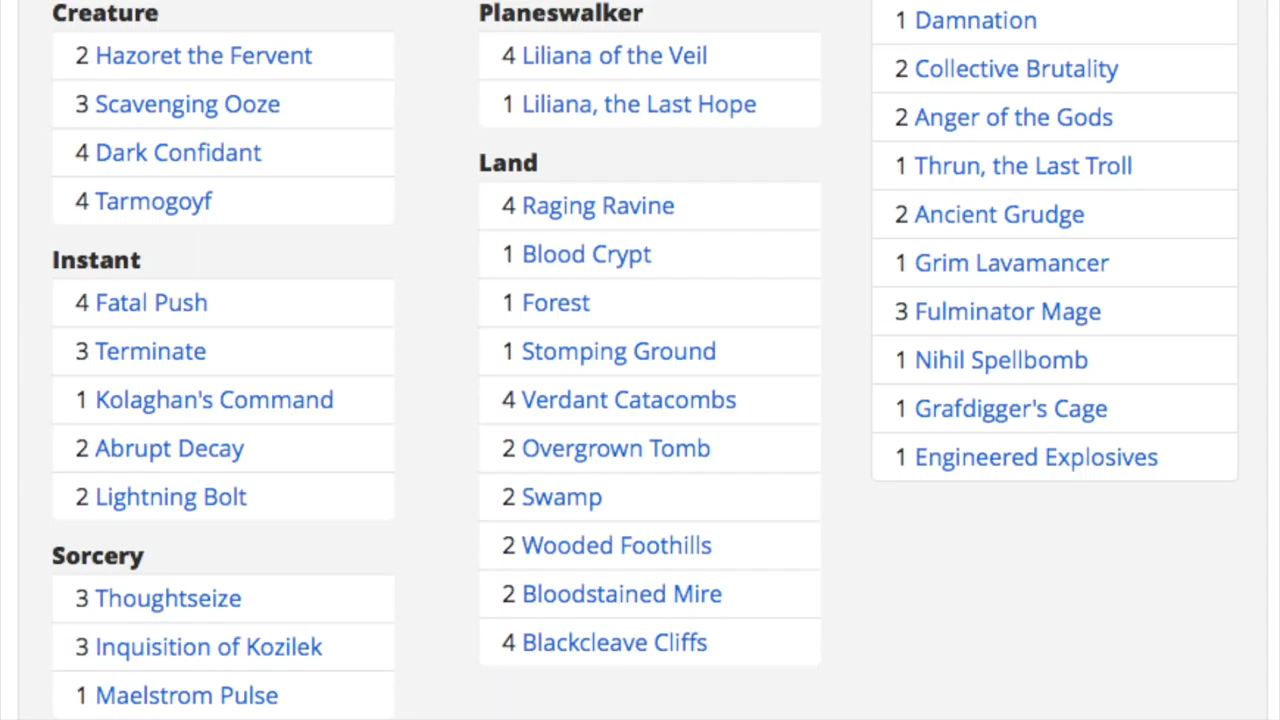 Creature
2 Hazoret the Fervent
3 Scavenging Ooze
4 Dark Confidant
4 Tarmogoyf
Instant
4 Fatal Push
3 Terminate
1 Kolaghan's Command
2 Abrupt Decay
2 Lightning Bolt
Sorcery
3 Thoughtseize
3 Inquisition of Kozilek
1 Maelstrom Pulse
Planeswalker
4 Liliana of the Veil
1 Liliana, the Last Hope
Land
4 Raging Ravine
1 Blood Crypt
1 Forest
1 Stomping Ground
4 Verdant Catacombs
2 Overgrown Tomb
2 Swamp
2 Wooded Foothills
2 Bloodstained Mire
4 Blackcleave Cliffs
1 Damnation
2 Collective Brutality
2 Anger of the Gods
1 Thrun, the Last Troll
2 Ancient Grudge
1 Grim Lavamancer
3 Fulminator Mage
1 Nihil Spellbomb
1 Grafdigger's Cage
1 Engineered Explosives